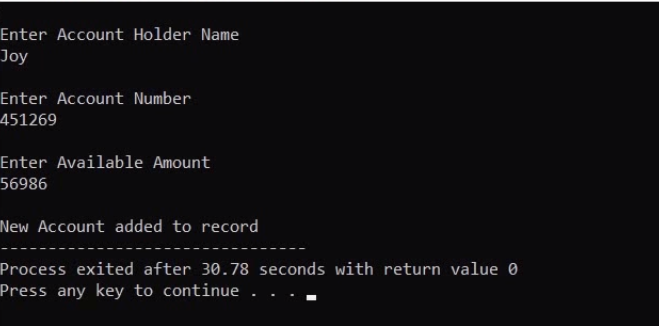 Enter Account Holder Name
Joy
Enter Account Number
451269
Enter Available Amount
56986
New Account added to record
--------------------------------
Process exited after 30.78 seconds with return value 0
Press any key to continue . . .